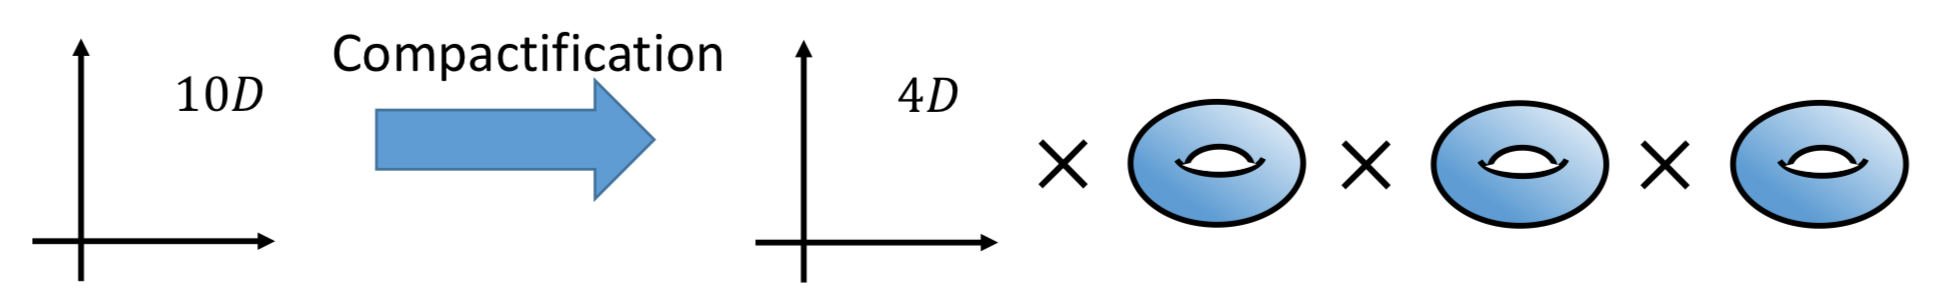 10D
Compactification
4D
× × ×